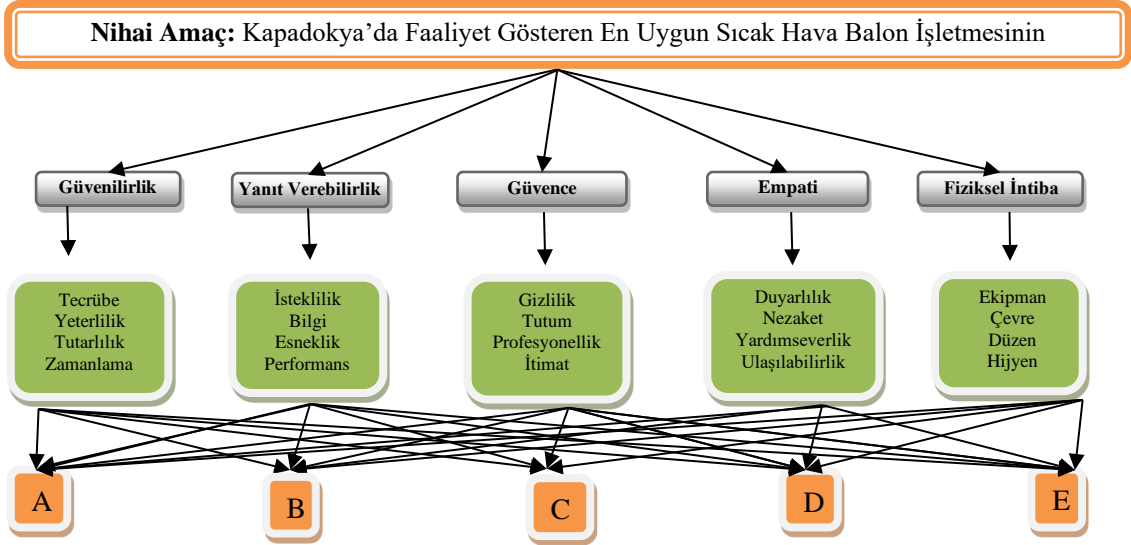 Nihai Amaç: Kapadokya’da Faaliyet Gösteren En Uygun Sıcak Hava Balon İşletmesinin
Güvenilirlik
Yanıt Verebilirlik
Güvence
Empati
Fiziksel İntiba
Tecrübe
Yeterlilik
Tutarlılık
Zamanlama
İsteklilik
Bilgi
Esneklik
Performans
Gizlilik
Tutum
Profesyonellik
İtimat
Duyarlılık
Nezaket
Yardımseverlik
Ulaşılabilirlik
Ekipman
Çevre
Düzen
Hijyen
A
B
C
D
E